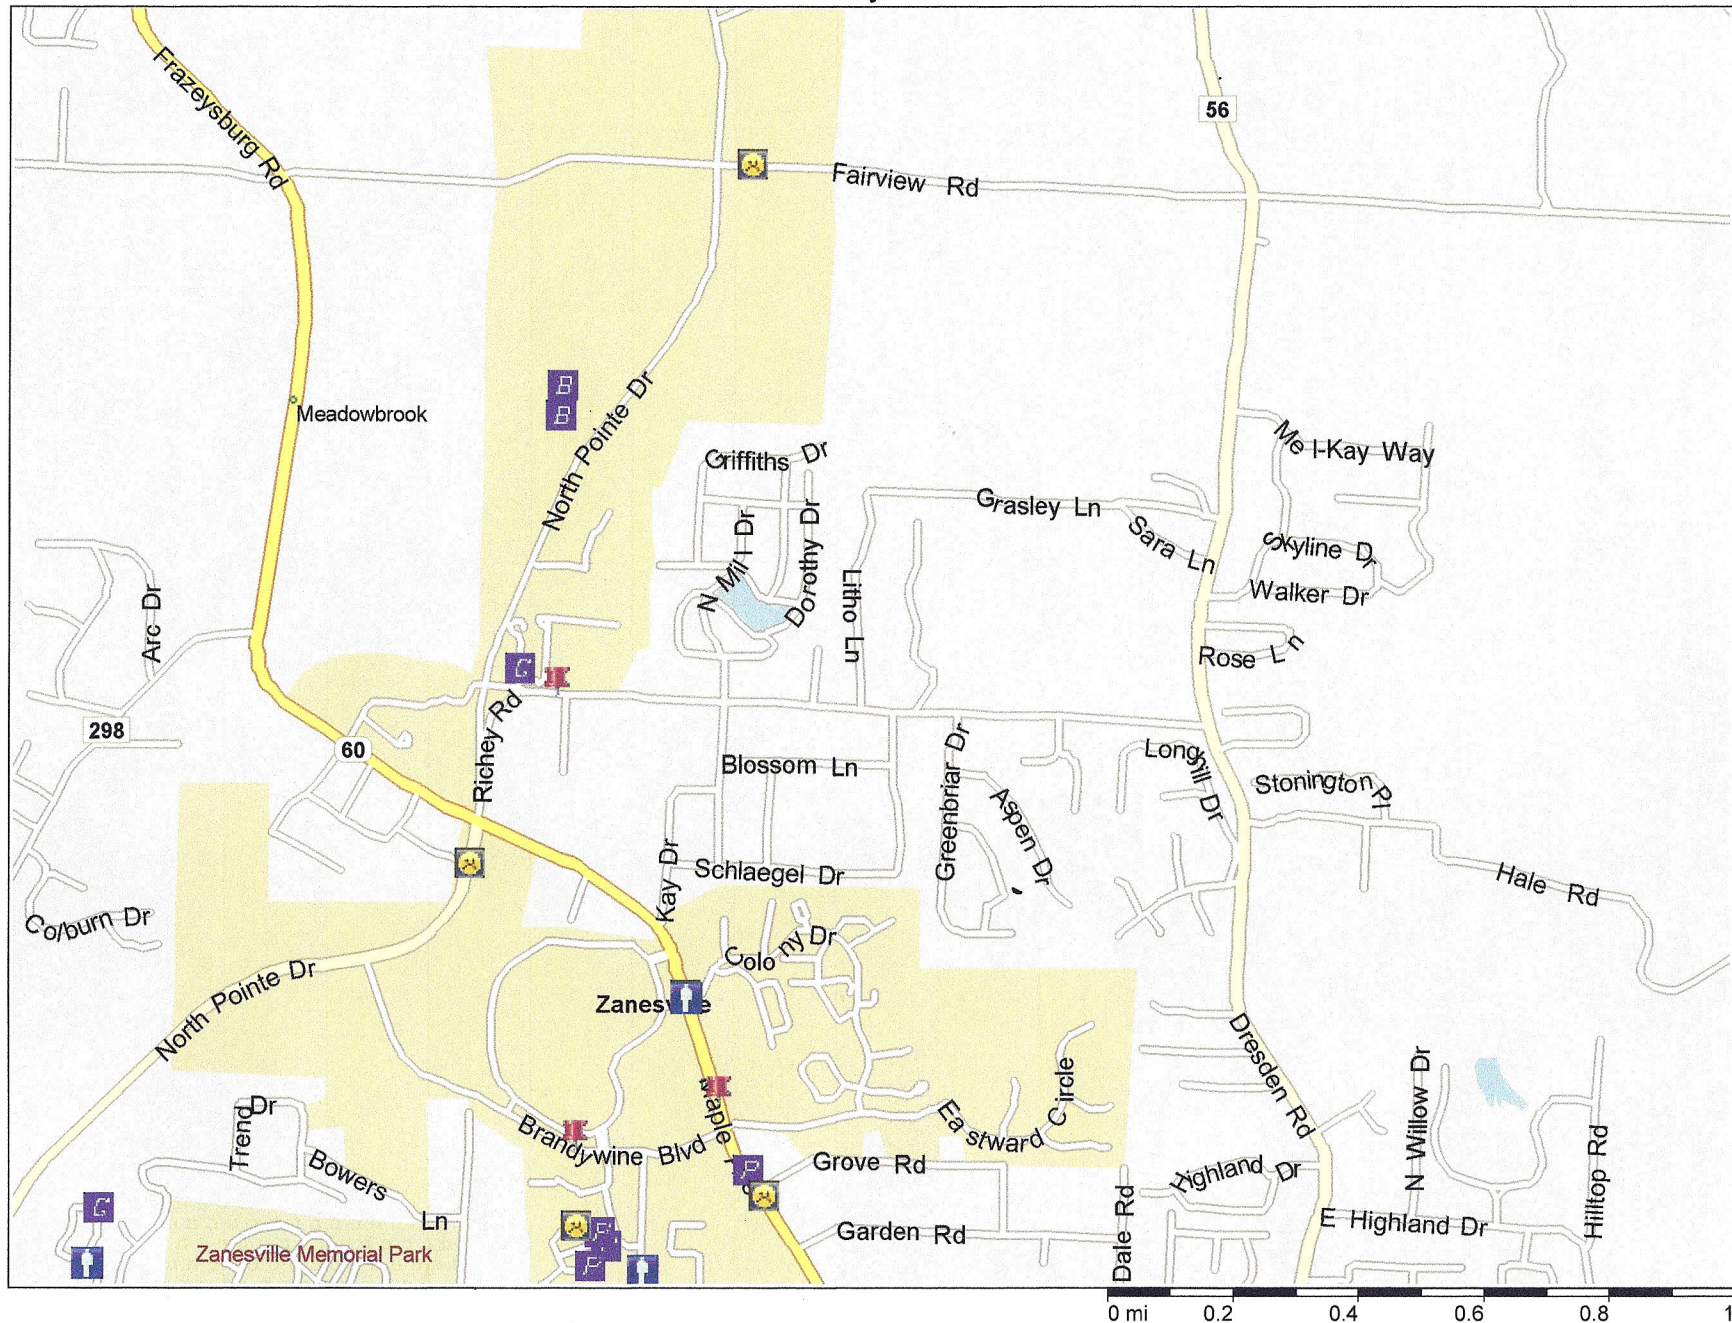 Frazeysburg Rd
56
Fairview Rd
Meadowbrook
North Pointe Dr
Griffiths Dr
Mel-Kay Way
Grasley Ln
N Mill Dr
Dorothy Dr
Sara Ln
Skyline Dr
Litho Ln
Walker Dr
Arc Dr
Rose Ln
298
60
Richey Rd
Blossom Ln
Greenbriar Dr
Longhill Dr
Stonington Pl
Aspen Dr
Kay Dr
Schlaegel Dr
Hale Rd
Colburn Dr
Colony Dr
North Pointe Dr
Zanesville
Dresden Rd
Maple
Eastward Circle
N Willow Dr
Trend Dr
Brandywine Blvd
Bowers Ln
Grove Rd
Highland Dr
Hilltop Rd
E Highland Dr
Garden Rd
Dale Rd
Zanesville Memorial Park
0 mi 0.2 0.4 0.6 0.8 1